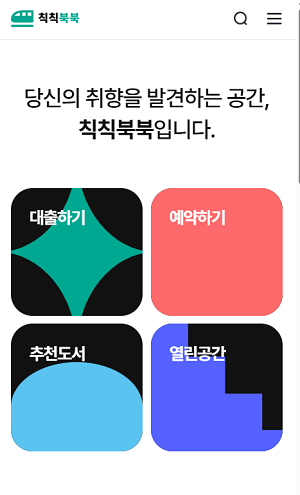 칙칙북북
당신의 취향을 발견하는 공간,
칙칙북북입니다.
대출하기
예약하기
추천도서
열린공간